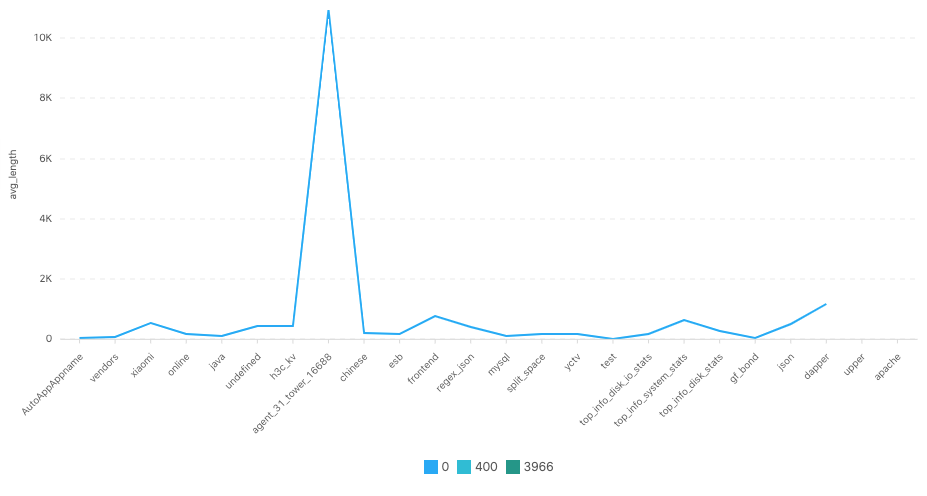 10K
8K
6K
4K
2K
0
avg_length
AutoAppAppname
vendors
xiaomi
online
java
undefined
h3c_kv
agent_31_tower_16688
chinese
esb
frontend
regex_json
mysql
split_space
yctv
test
top_info_disk_io_stats
top_info_system_stats
top_info_disk_stats
gf_bond
json
dapper
upper
apache
0 400 3966